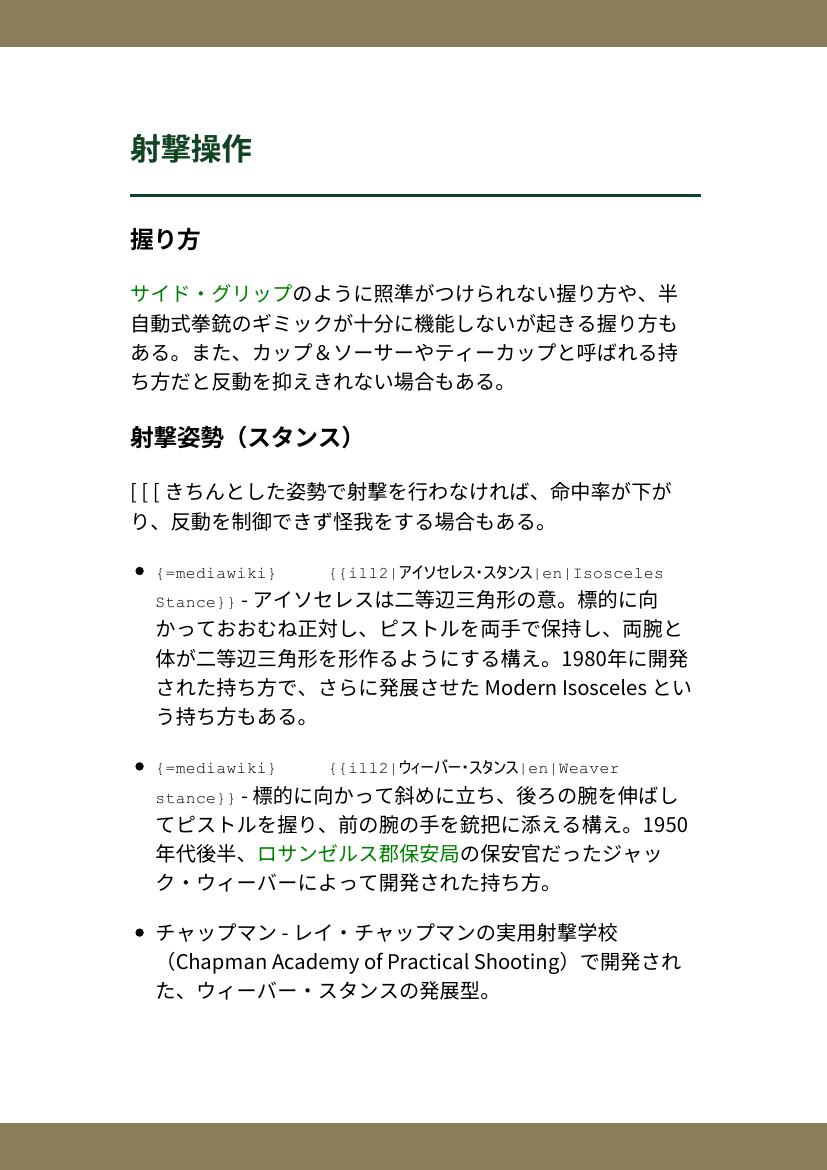 射撃操作
握り方
サイド・グリップのように照準がつけられない握り方や、半
自動式拳銃のギミックが十分に機能しないが起きる握り方も
ある。また、カップ＆ソーサーやティーカップと呼ばれる持
ち方だと反動を抑えきれない場合もある。
射撃姿勢（スタンス）
[ [ [ きちんとした姿勢で射撃を行わなければ、命中率が下が
り、反動を制御できず怪我をする場合もある。
● {=mediawiki} {{ill2|アイソセレス・スタンス|en|Isosceles
Stance}} - アイソセレスは二等辺三角形の意。標的に向
かっておおむね正対し、ピストルを両手で保持し、両腕と
体が二等辺三角形を形作るようにする構え。1980年に開発
された持ち方で、さらに発展させた Modern Isosceles とい
う持ち方もある。
● {=mediawiki} {{ill2|ウィーバー・スタンス|en|Weaver
stance}} - 標的に向かって斜めに立ち、後ろの腕を伸ばし
てピストルを握り、前の腕の手を銃把に添える構え。1950
年代後半、ロサンゼルス郡保安局の保安官だったジャッ
ク・ウィーバーによって開発された持ち方。
● チャップマン - レイ・チャップマンの実用射撃学校
（Chapman Academy of Practical Shooting）で開発され
た、ウィーバー・スタンスの発展型。